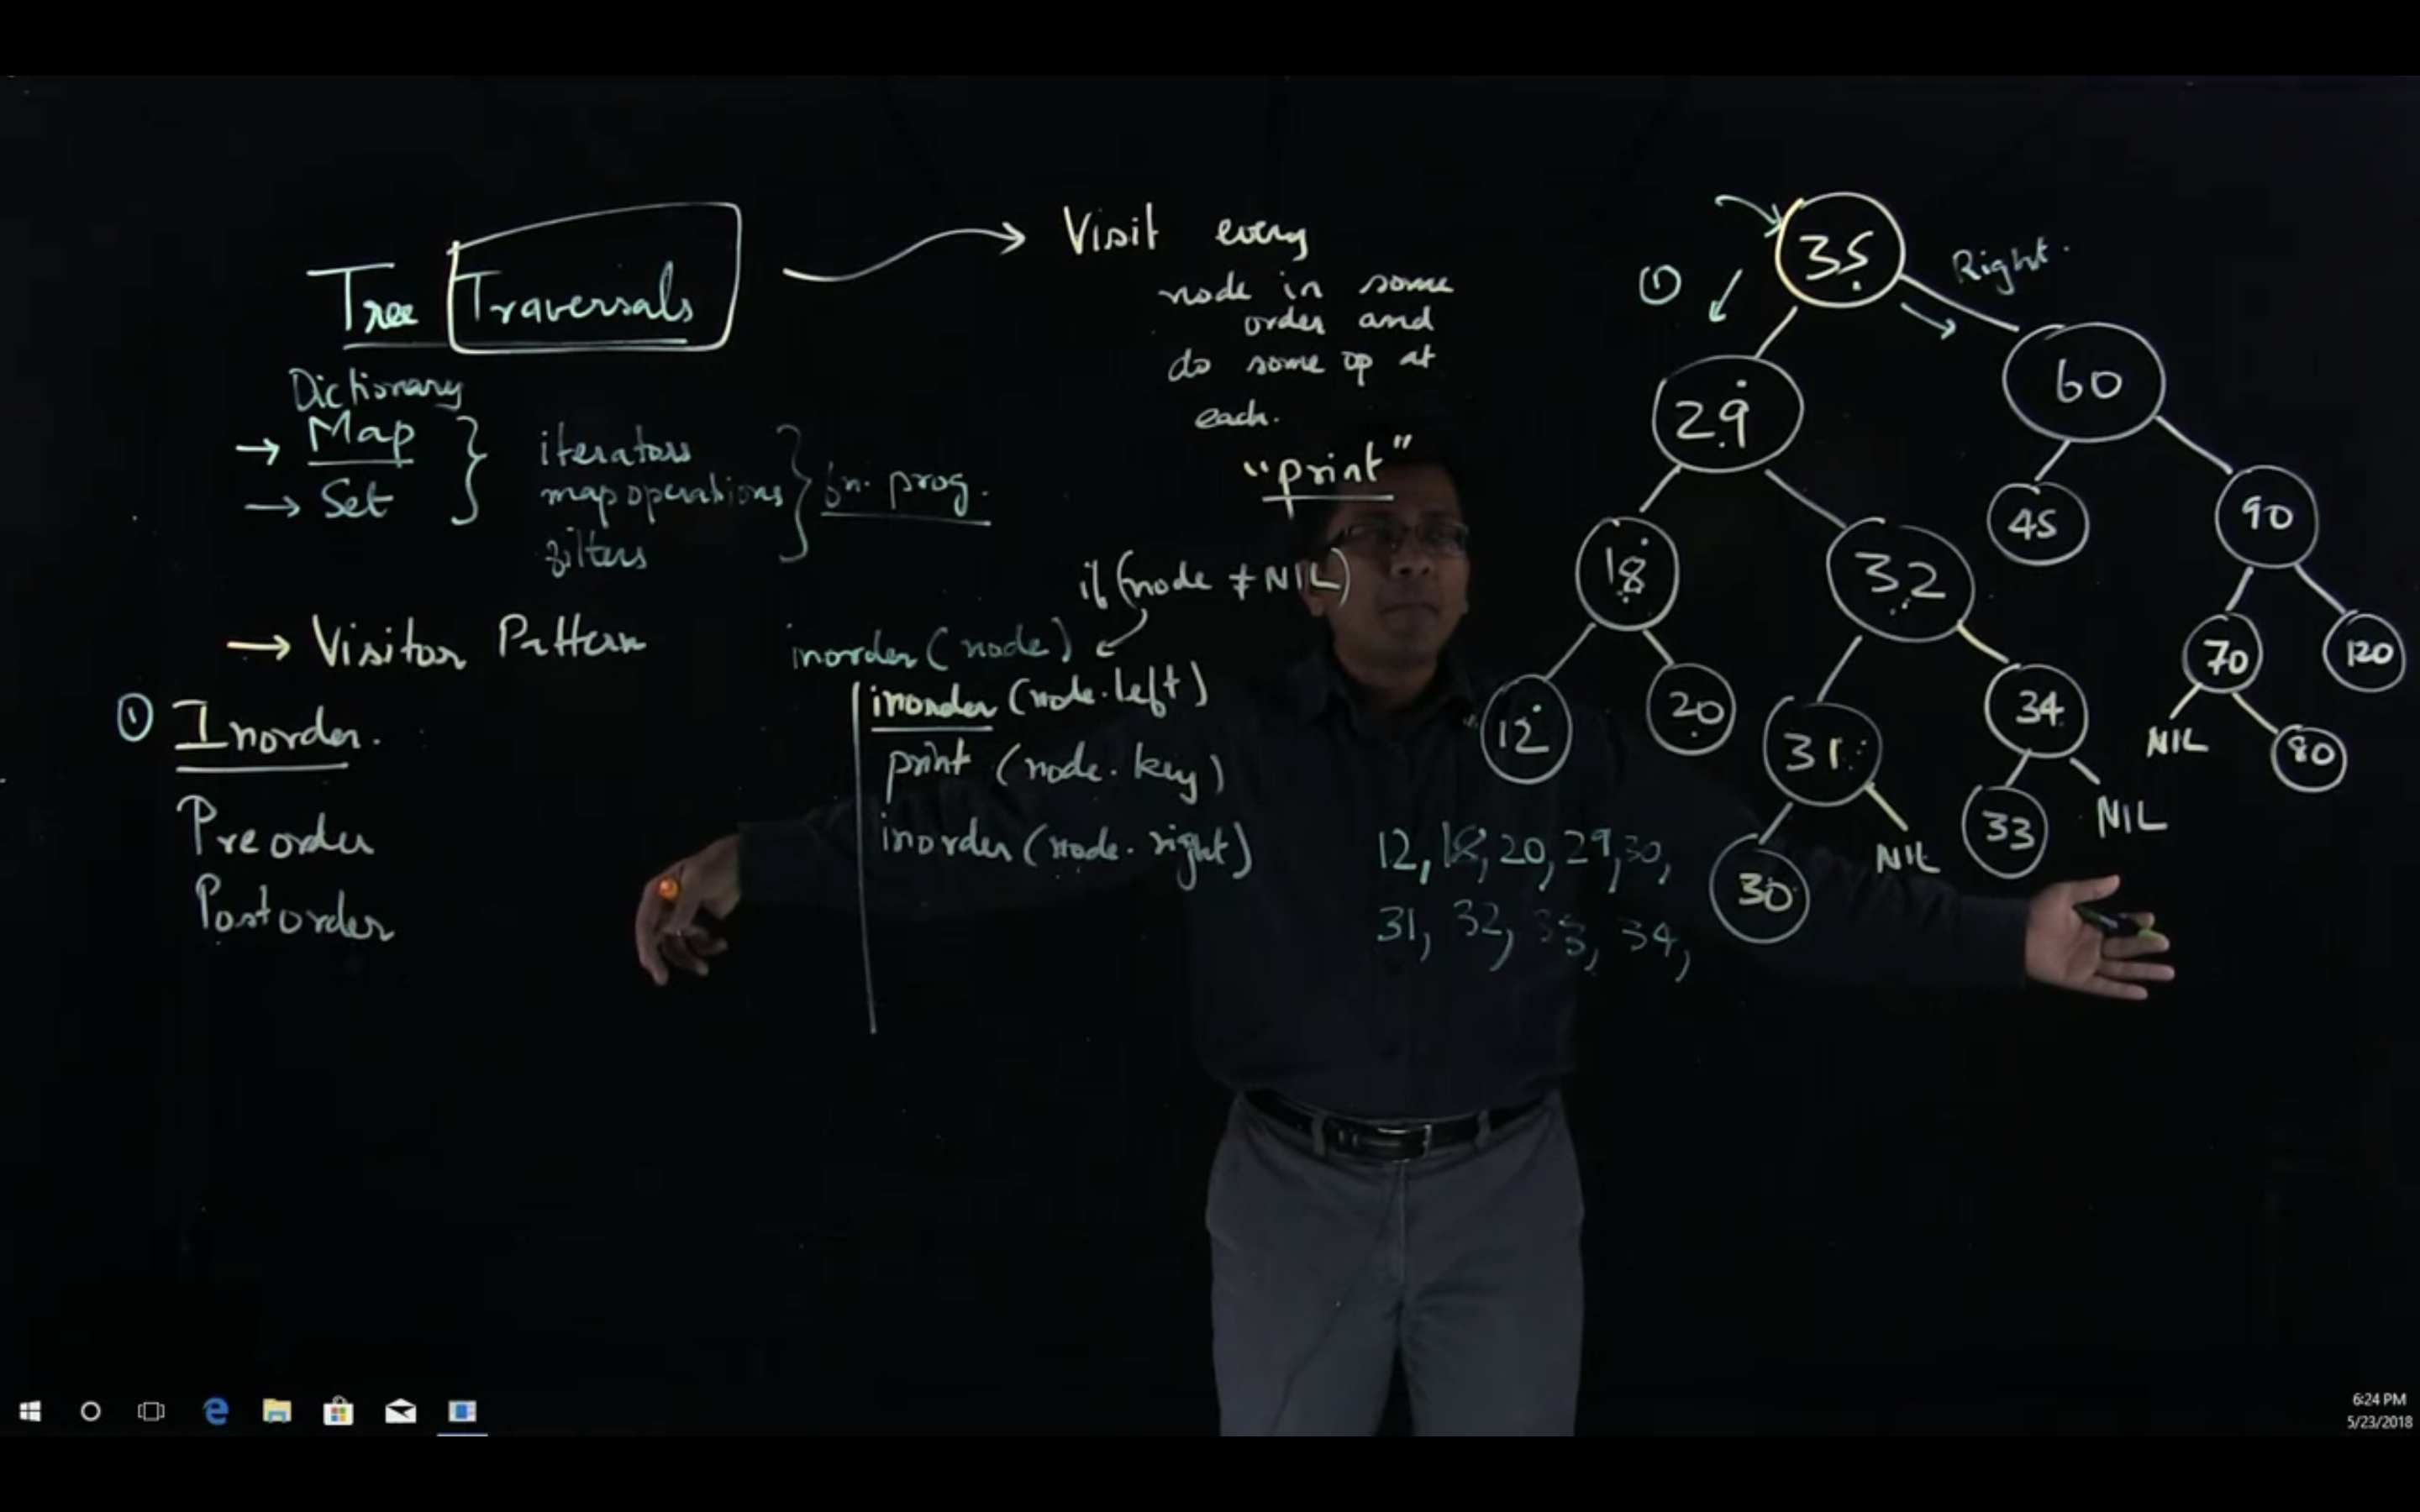 Tree Traversals
Dictionary
→ Map
→ Set
iterators
map operations
filters
fn. prog.
→ Visitor Pattern
① Inorder.
Preorder
Postorder
Visit every
node in some
order and
do some op at
each.
"print"
if (node ≠ NIL)
inorder (node)
inorder (node.left)
print (node.key)
inorder (node.right)
12, 18, 20, 29, 30,
31, 32, 33, 34,
35
①
Right.
29
60
18
32
45
90
12
20
31
34
70
120
30
NIL
33
NIL
NIL
80
6:24 PM
5/23/2018